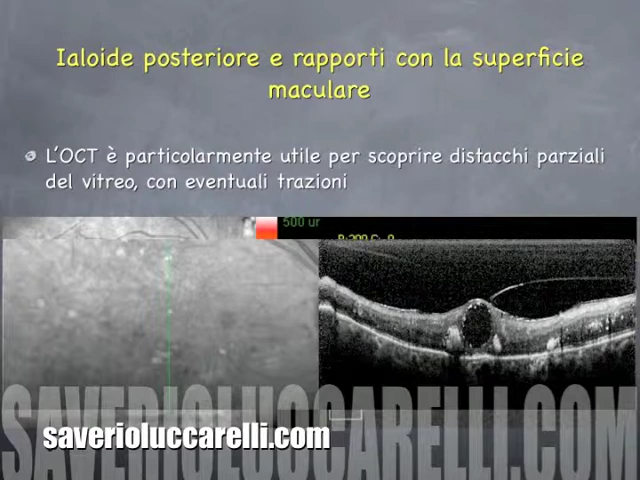 Ialoide posteriore e rapporti con la superficie
maculare
L'OCT è particolarmente utile per scoprire distacchi parziali
del vitreo, con eventuali trazioni
500 ur
SAVERIOLUCCARELLI.COM
saverioluccarelli.com